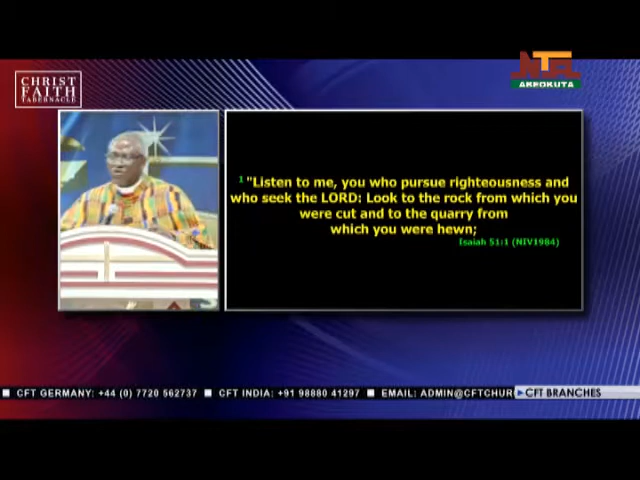 CHRIST
FAITH
TABERNACLE
NTA
ABEOKUTA
1 "Listen to me, you who pursue righteousness and
who seek the LORD: Look to the rock from which you
were cut and to the quarry from
which you were hewn;
Isaiah 51:1 (NIV1984)
CFT GERMANY: +44 (0) 7720 562737 ■ CFT INDIA: +91 98880 41297 ■ EMAIL: ADMIN@CFTCHUR
CFT BRANCHES